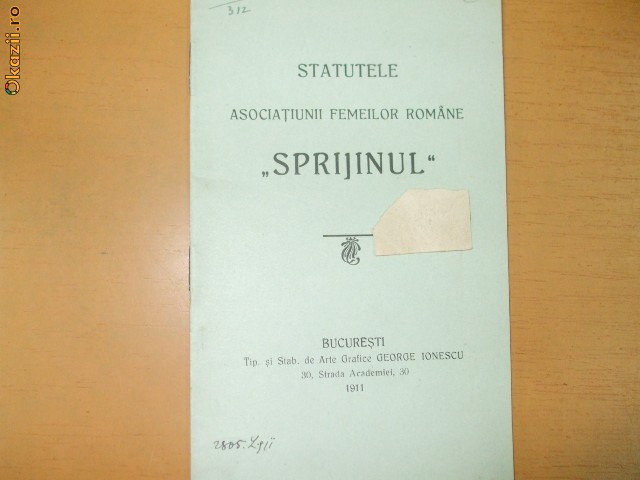 Okazii.ro
312
STATUTELE
ASOCIAȚIUNII FEMEILOR ROMÂNE
„SPRIJINUL“
BUCUREȘTI
Tip. și Stab. de Arte Grafice GEORGE IONESCU
30, Strada Academiei, 30
1911